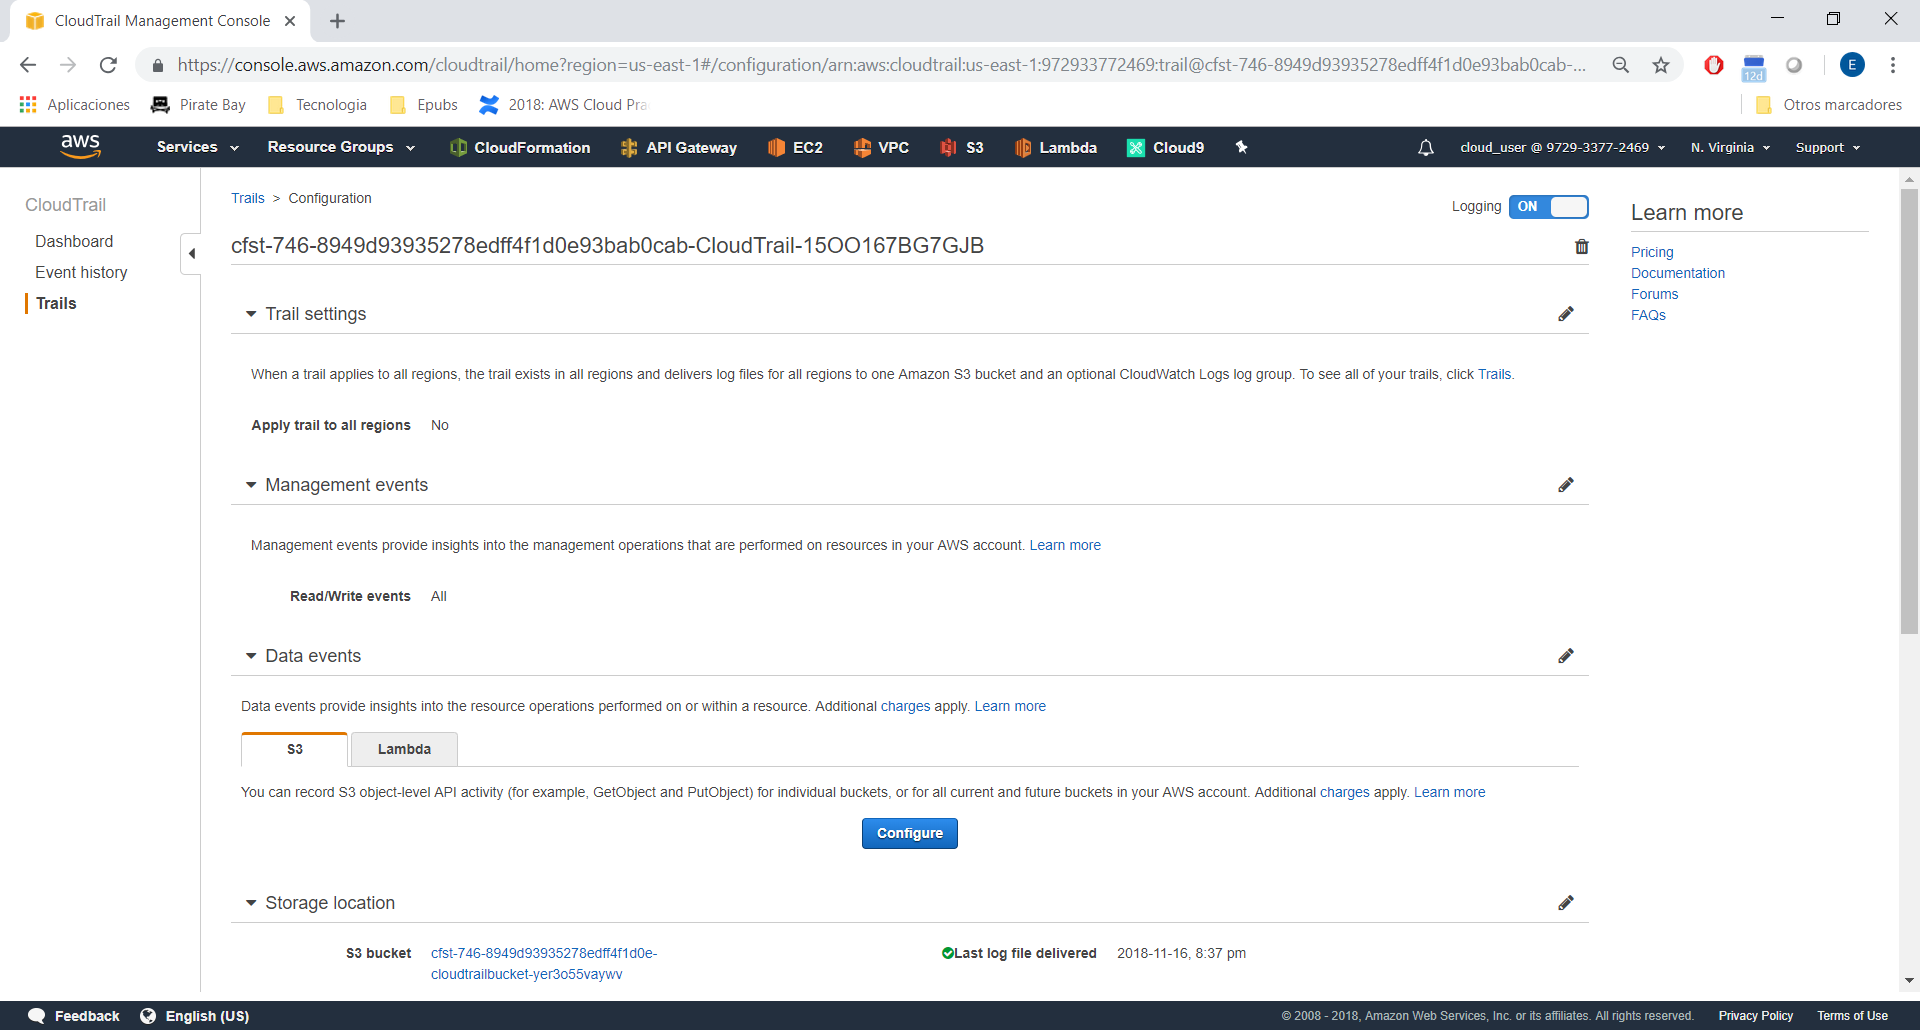 CloudTrail Management Console
https://console.aws.amazon.com/cloudtrail/home?region=us-east-1#/configuration/arn:aws:cloudtrail:us-east-1:972933772469:trail@cfst-746-8949d93935278edff4f1d0e93bab0cab-...
12d
E
Aplicaciones
Pirate Bay
Tecnologia
Epubs
2018: AWS Cloud Pra
Otros marcadores
aws
Services
Resource Groups
CloudFormation
API Gateway
EC2
VPC
S3
Lambda
Cloud9
cloud_user @ 9729-3377-2469
N. Virginia
Support
CloudTrail
Dashboard
Event history
Trails
Trails > Configuration
Logging ON
cfst-746-8949d93935278edff4f1d0e93bab0cab-CloudTrail-15OO167BG7GJB
Trail settings
When a trail applies to all regions, the trail exists in all regions and delivers log files for all regions to one Amazon S3 bucket and an optional CloudWatch Logs log group. To see all of your trails, click Trails.
Apply trail to all regions No
Management events
Management events provide insights into the management operations that are performed on resources in your AWS account. Learn more
Read/Write events All
Data events
Data events provide insights into the resource operations performed on or within a resource. Additional charges apply. Learn more
S3
Lambda
You can record S3 object-level API activity (for example, GetObject and PutObject) for individual buckets, or for all current and future buckets in your AWS account. Additional charges apply. Learn more
Configure
Storage location
S3 bucket cfst-746-8949d93935278edff4f1d0e-
cloudtrailbucket-yer3o55vaywv
Last log file delivered 2018-11-16, 8:37 pm
Learn more
Pricing
Documentation
Forums
FAQs
Feedback
English (US)
© 2008 - 2018, Amazon Web Services, Inc. or its affiliates. All rights reserved.
Privacy Policy
Terms of Use